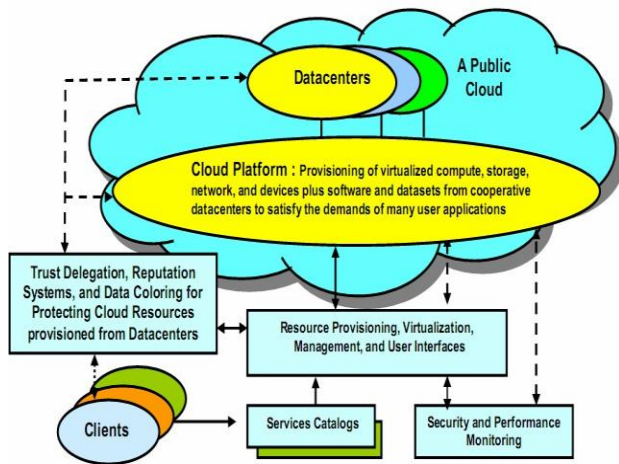 Datacenters
A Public
Cloud
Cloud Platform : Provisioning of virtualized compute, storage,
network, and devices plus software and datasets from cooperative
datacenters to satisfy the demands of many user applications
Trust Delegation, Reputation
Systems, and Data Coloring for
Protecting Cloud Resources
provisioned from Datacenters
Resource Provisioning, Virtualization,
Management, and User Interfaces
Clients
Services Catalogs
Security and Performance
Monitoring